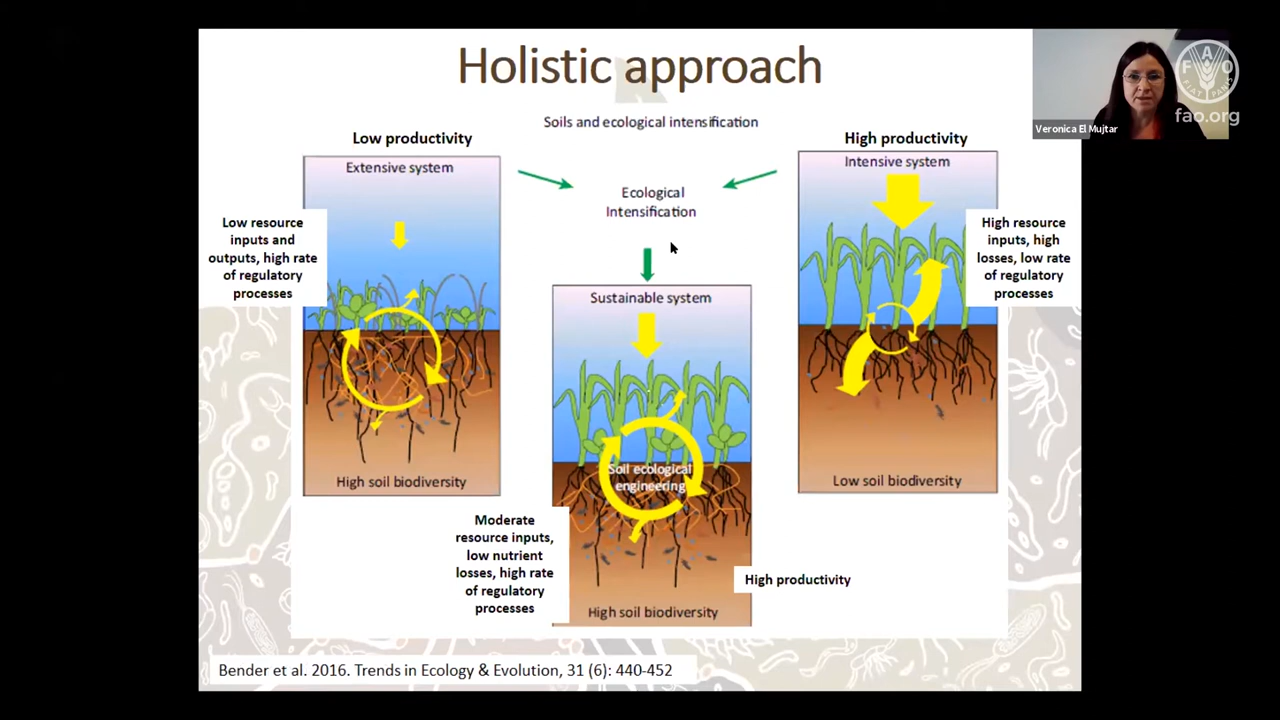 Holistic approach
Soils and ecological intensification
Low productivity
Extensive system
Low resource
inputs and
outputs, high rate
of regulatory
processes
High soil biodiversity
Ecological
Intensification
Sustainable system
Soil ecological
engineering
Moderate
resource inputs,
low nutrient
losses, high rate
of regulatory
processes
High productivity
High soil biodiversity
High productivity
Intensive system
High resource
inputs, high
losses, low rate
of regulatory
processes
Low soil biodiversity
Bender et al. 2016. Trends in Ecology & Evolution, 31 (6): 440-452
Veronica El Mujtar
F A O
FIAT PANIS
fao.org